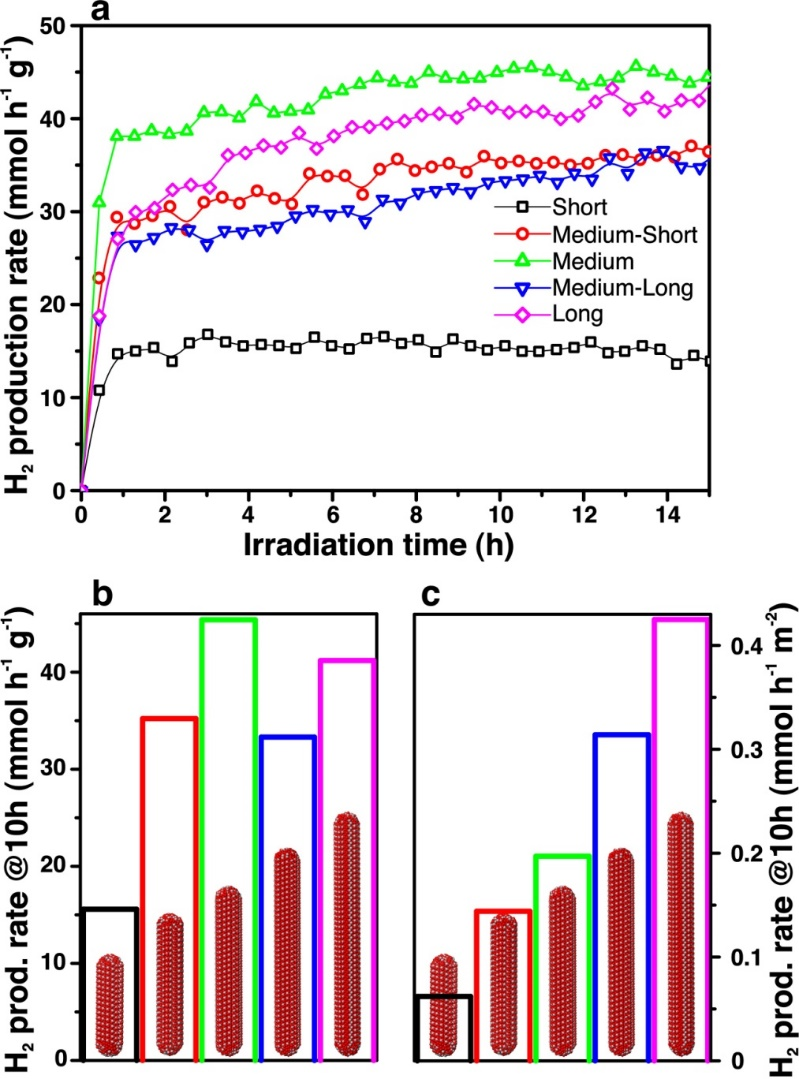 a
H₂ production rate (mmol h⁻¹ g⁻¹)
50
40
30
20
10
0
Short
Medium-Short
Medium
Medium-Long
Long
0 2 4 6 8 10 12 14
Irradiation time (h)
b
H₂ prod. rate @10h (mmol h⁻¹ g⁻¹)
40
30
20
10
0
c
0.4
0.3
0.2
0.1
0
H₂ prod. rate @10h (mmol h⁻¹ m⁻²)